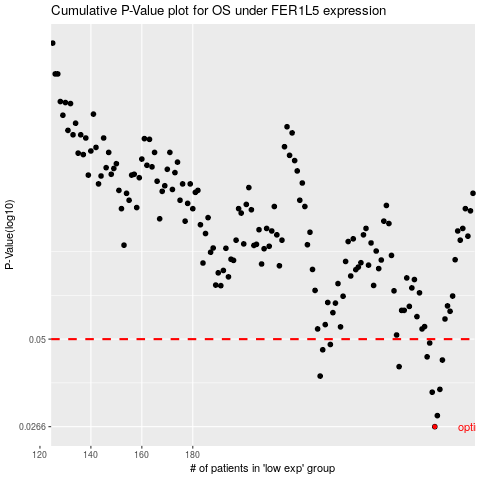 Cumulative P-Value plot for OS under FER1L5 expression
P-Value(log10)
0.05
0.0266
opti
120 140 160 180
# of patients in 'low exp' group